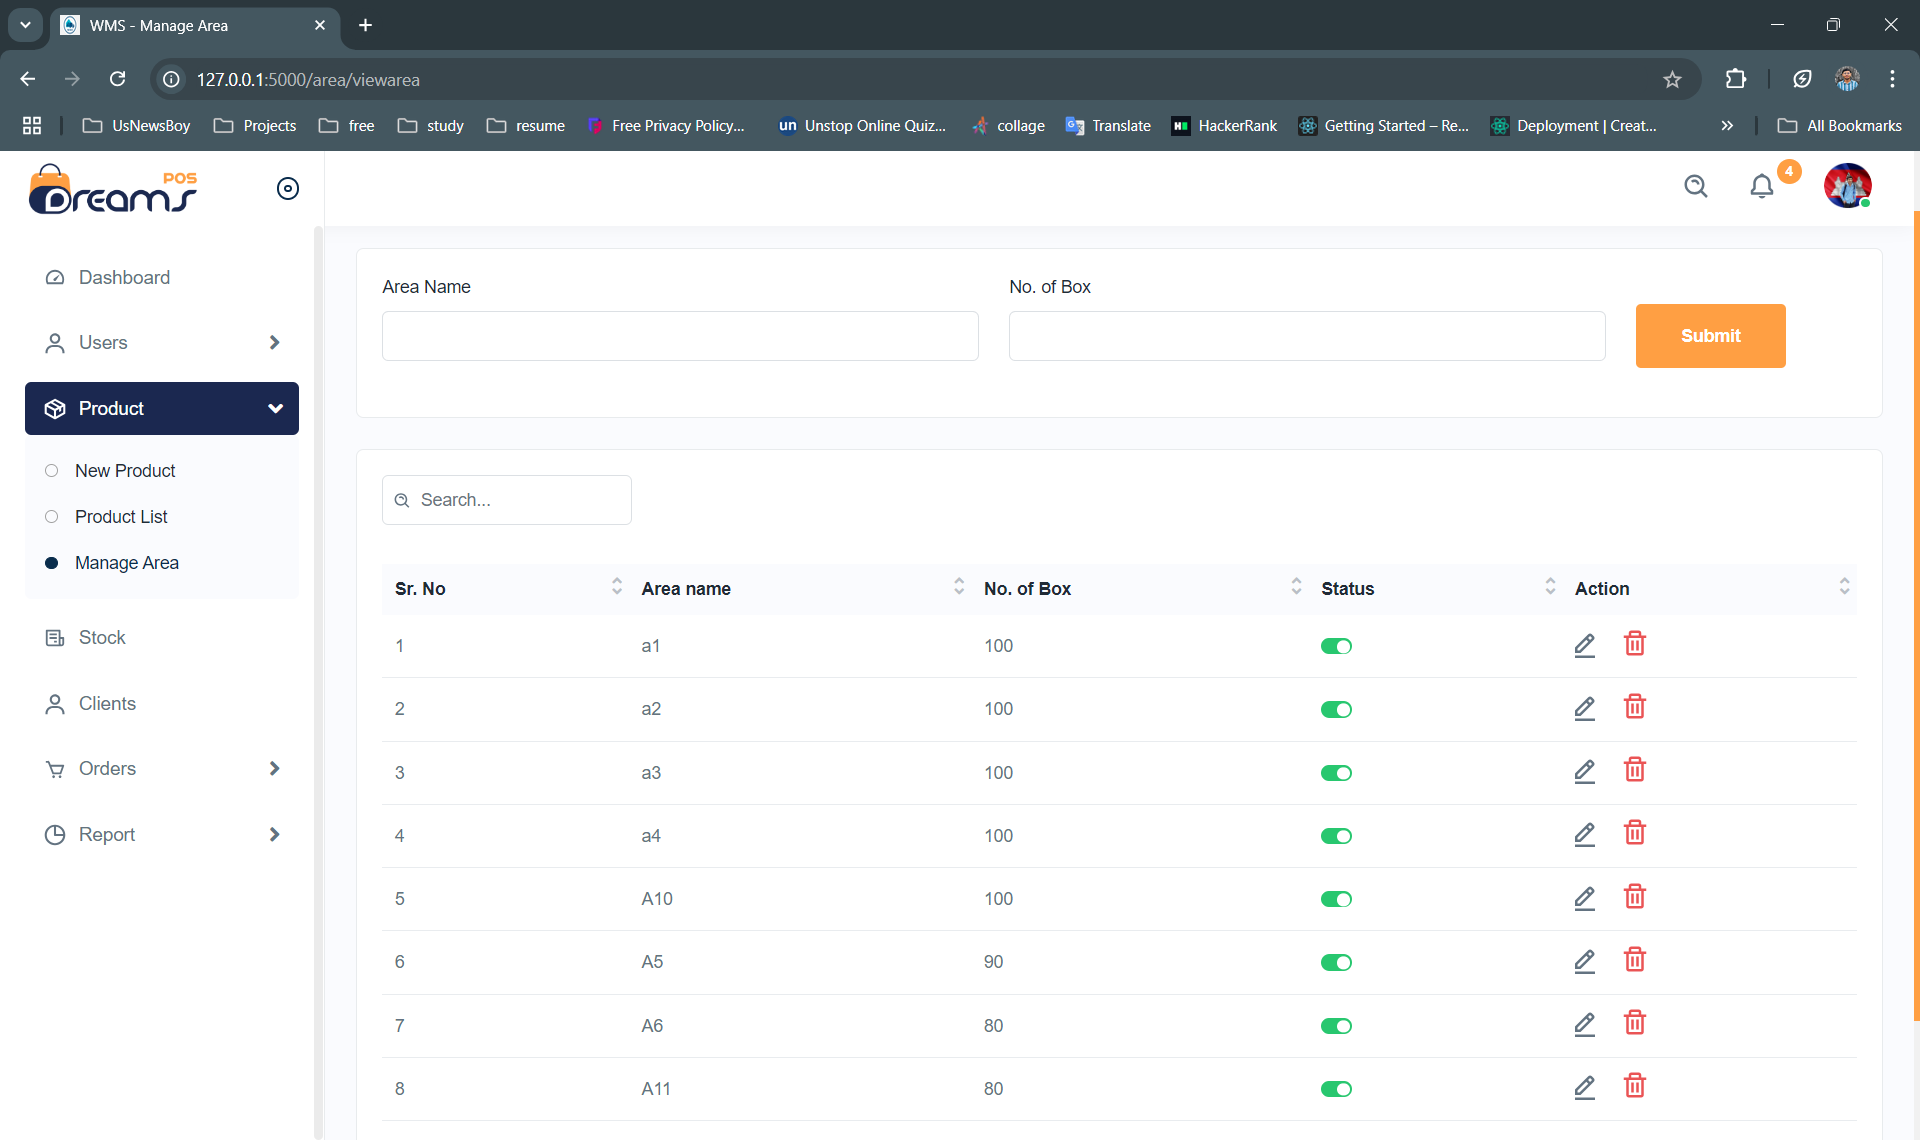 WMS - Manage Area
127.0.0.1:5000/area/viewarea
UsNewsBoy Projects free study resume Free Privacy Policy... un Unstop Online Quiz... collage Translate HackerRank Getting Started – Re... Deployment | Creat... » All Bookmarks
POS
Dreams
4
Dashboard
Users
Product
New Product
Product List
Manage Area
Stock
Clients
Orders
Report
Area Name No. of Box
Submit
Search...
Sr. No Area name No. of Box Status Action
1 a1 100
2 a2 100
3 a3 100
4 a4 100
5 A10 100
6 A5 90
7 A6 80
8 A11 80